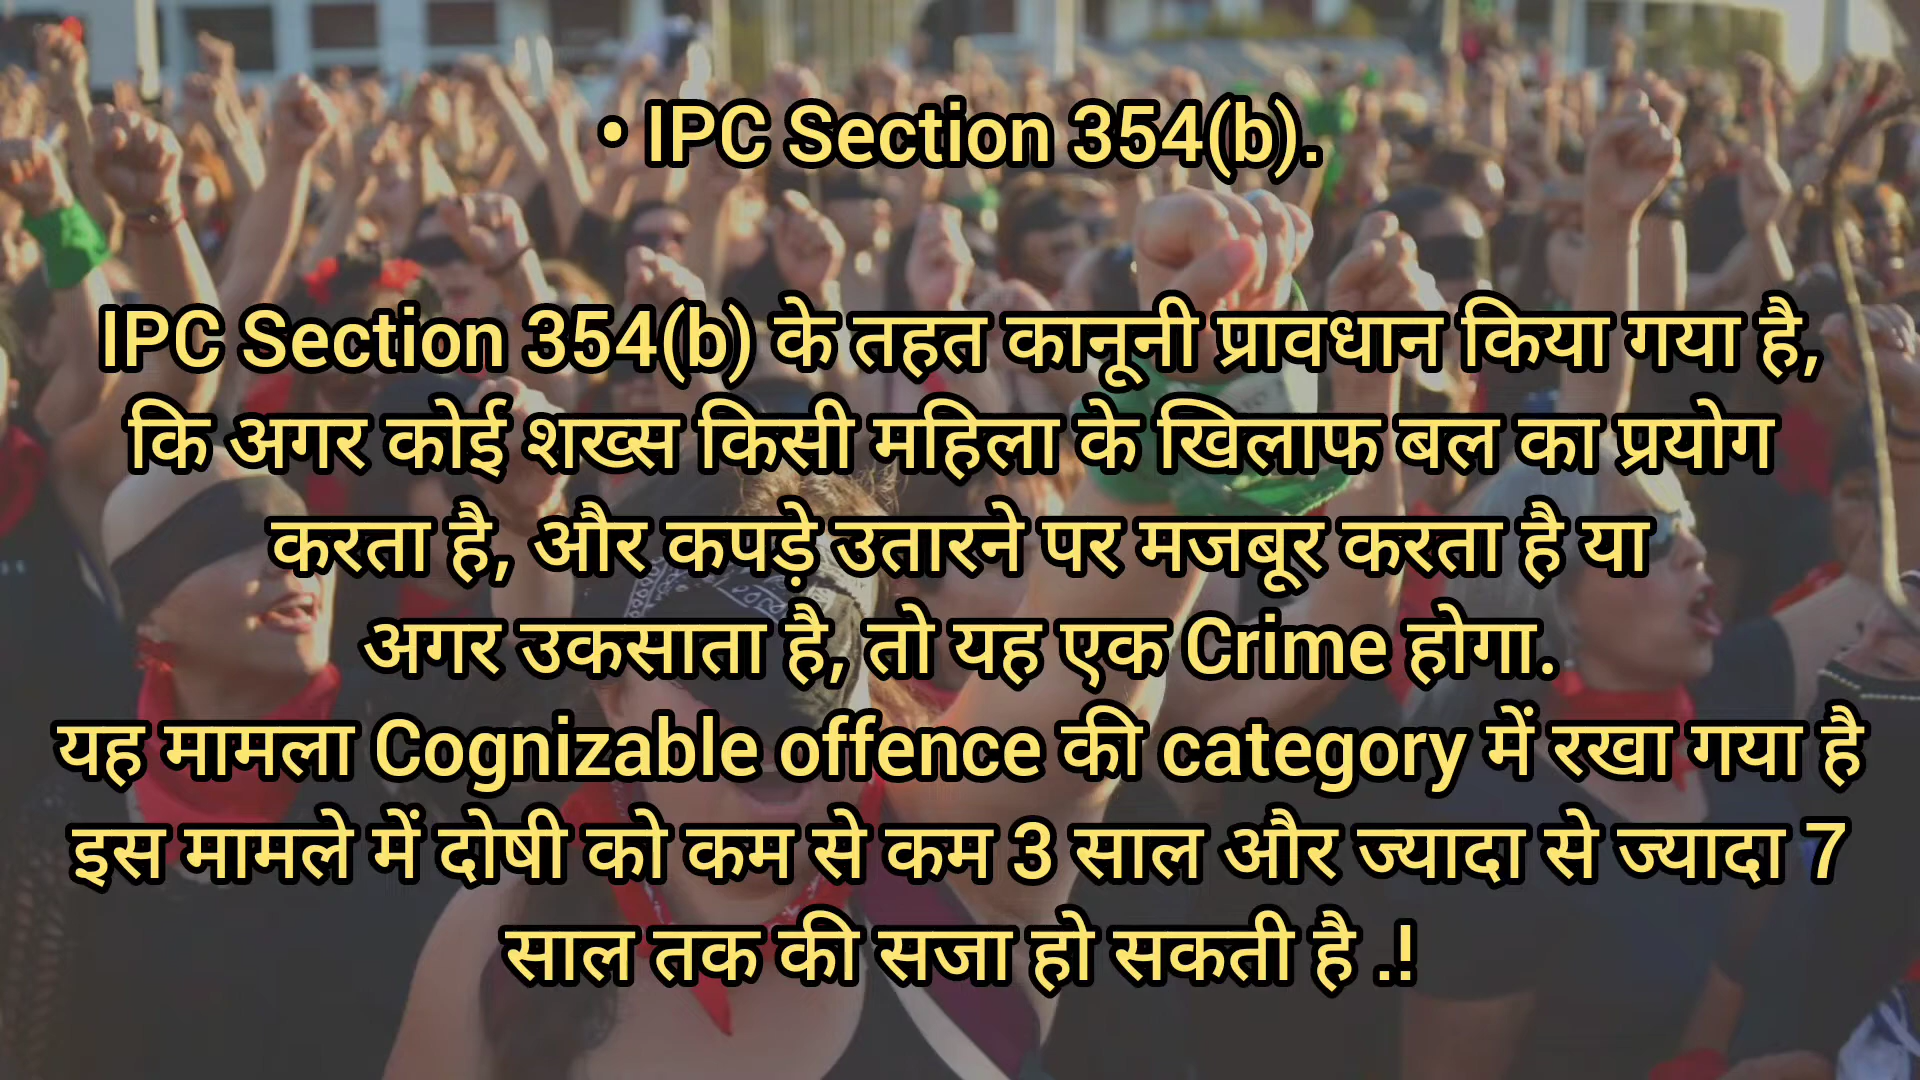 • IPC Section 354(b).
IPC Section 354(b) के तहत कानूनी प्रावधान किया गया है,
कि अगर कोई शख्स किसी महिला के खिलाफ बल का प्रयोग
करता है, और कपड़े उतारने पर मजबूर करता है या
अगर उकसाता है, तो यह एक Crime होगा.
यह मामला Cognizable offence की category में रखा गया है
इस मामले में दोषी को कम से कम 3 साल और ज्यादा से ज्यादा 7
साल तक की सजा हो सकती है .!